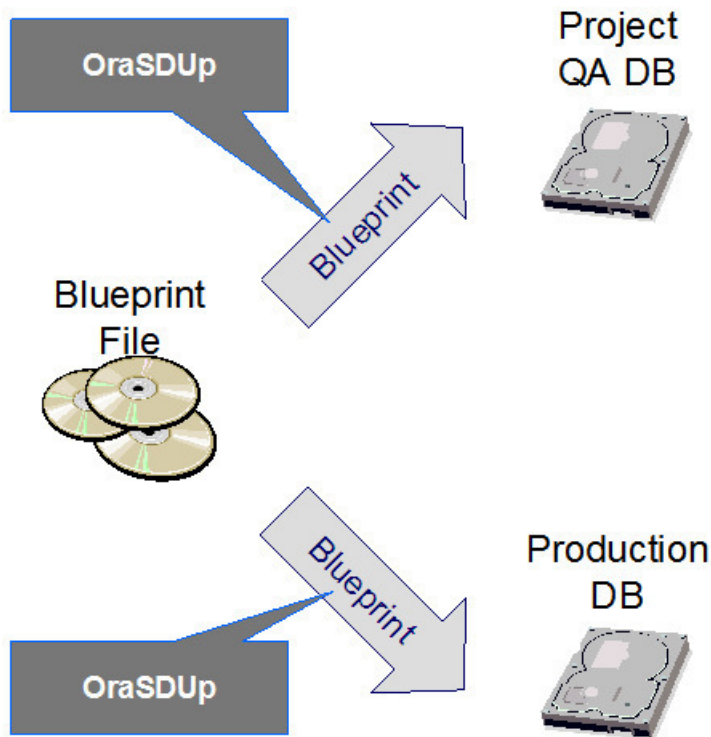 OraSDUp
Project
QA DB
Blueprint
Blueprint
File
Blueprint
Production
DB
OraSDUp